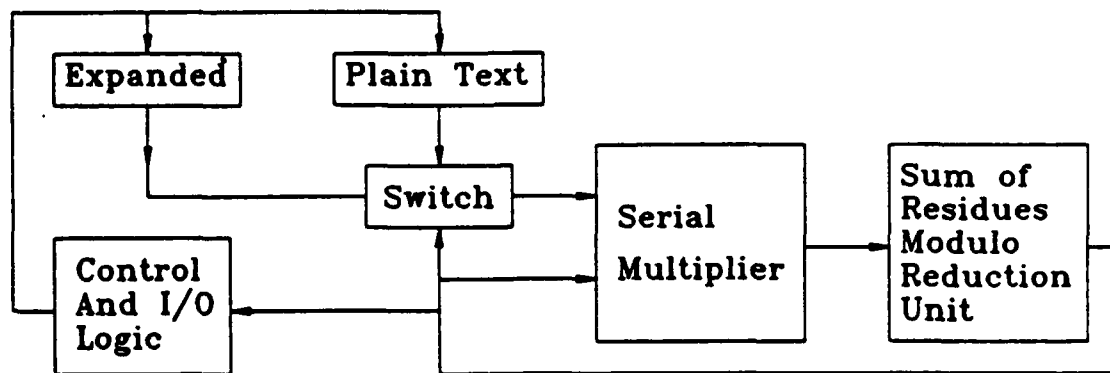 Expanded
Plain Text
Switch
Serial
Multiplier
Sum of
Residues
Modulo
Reduction
Unit
Control
And I/O
Logic